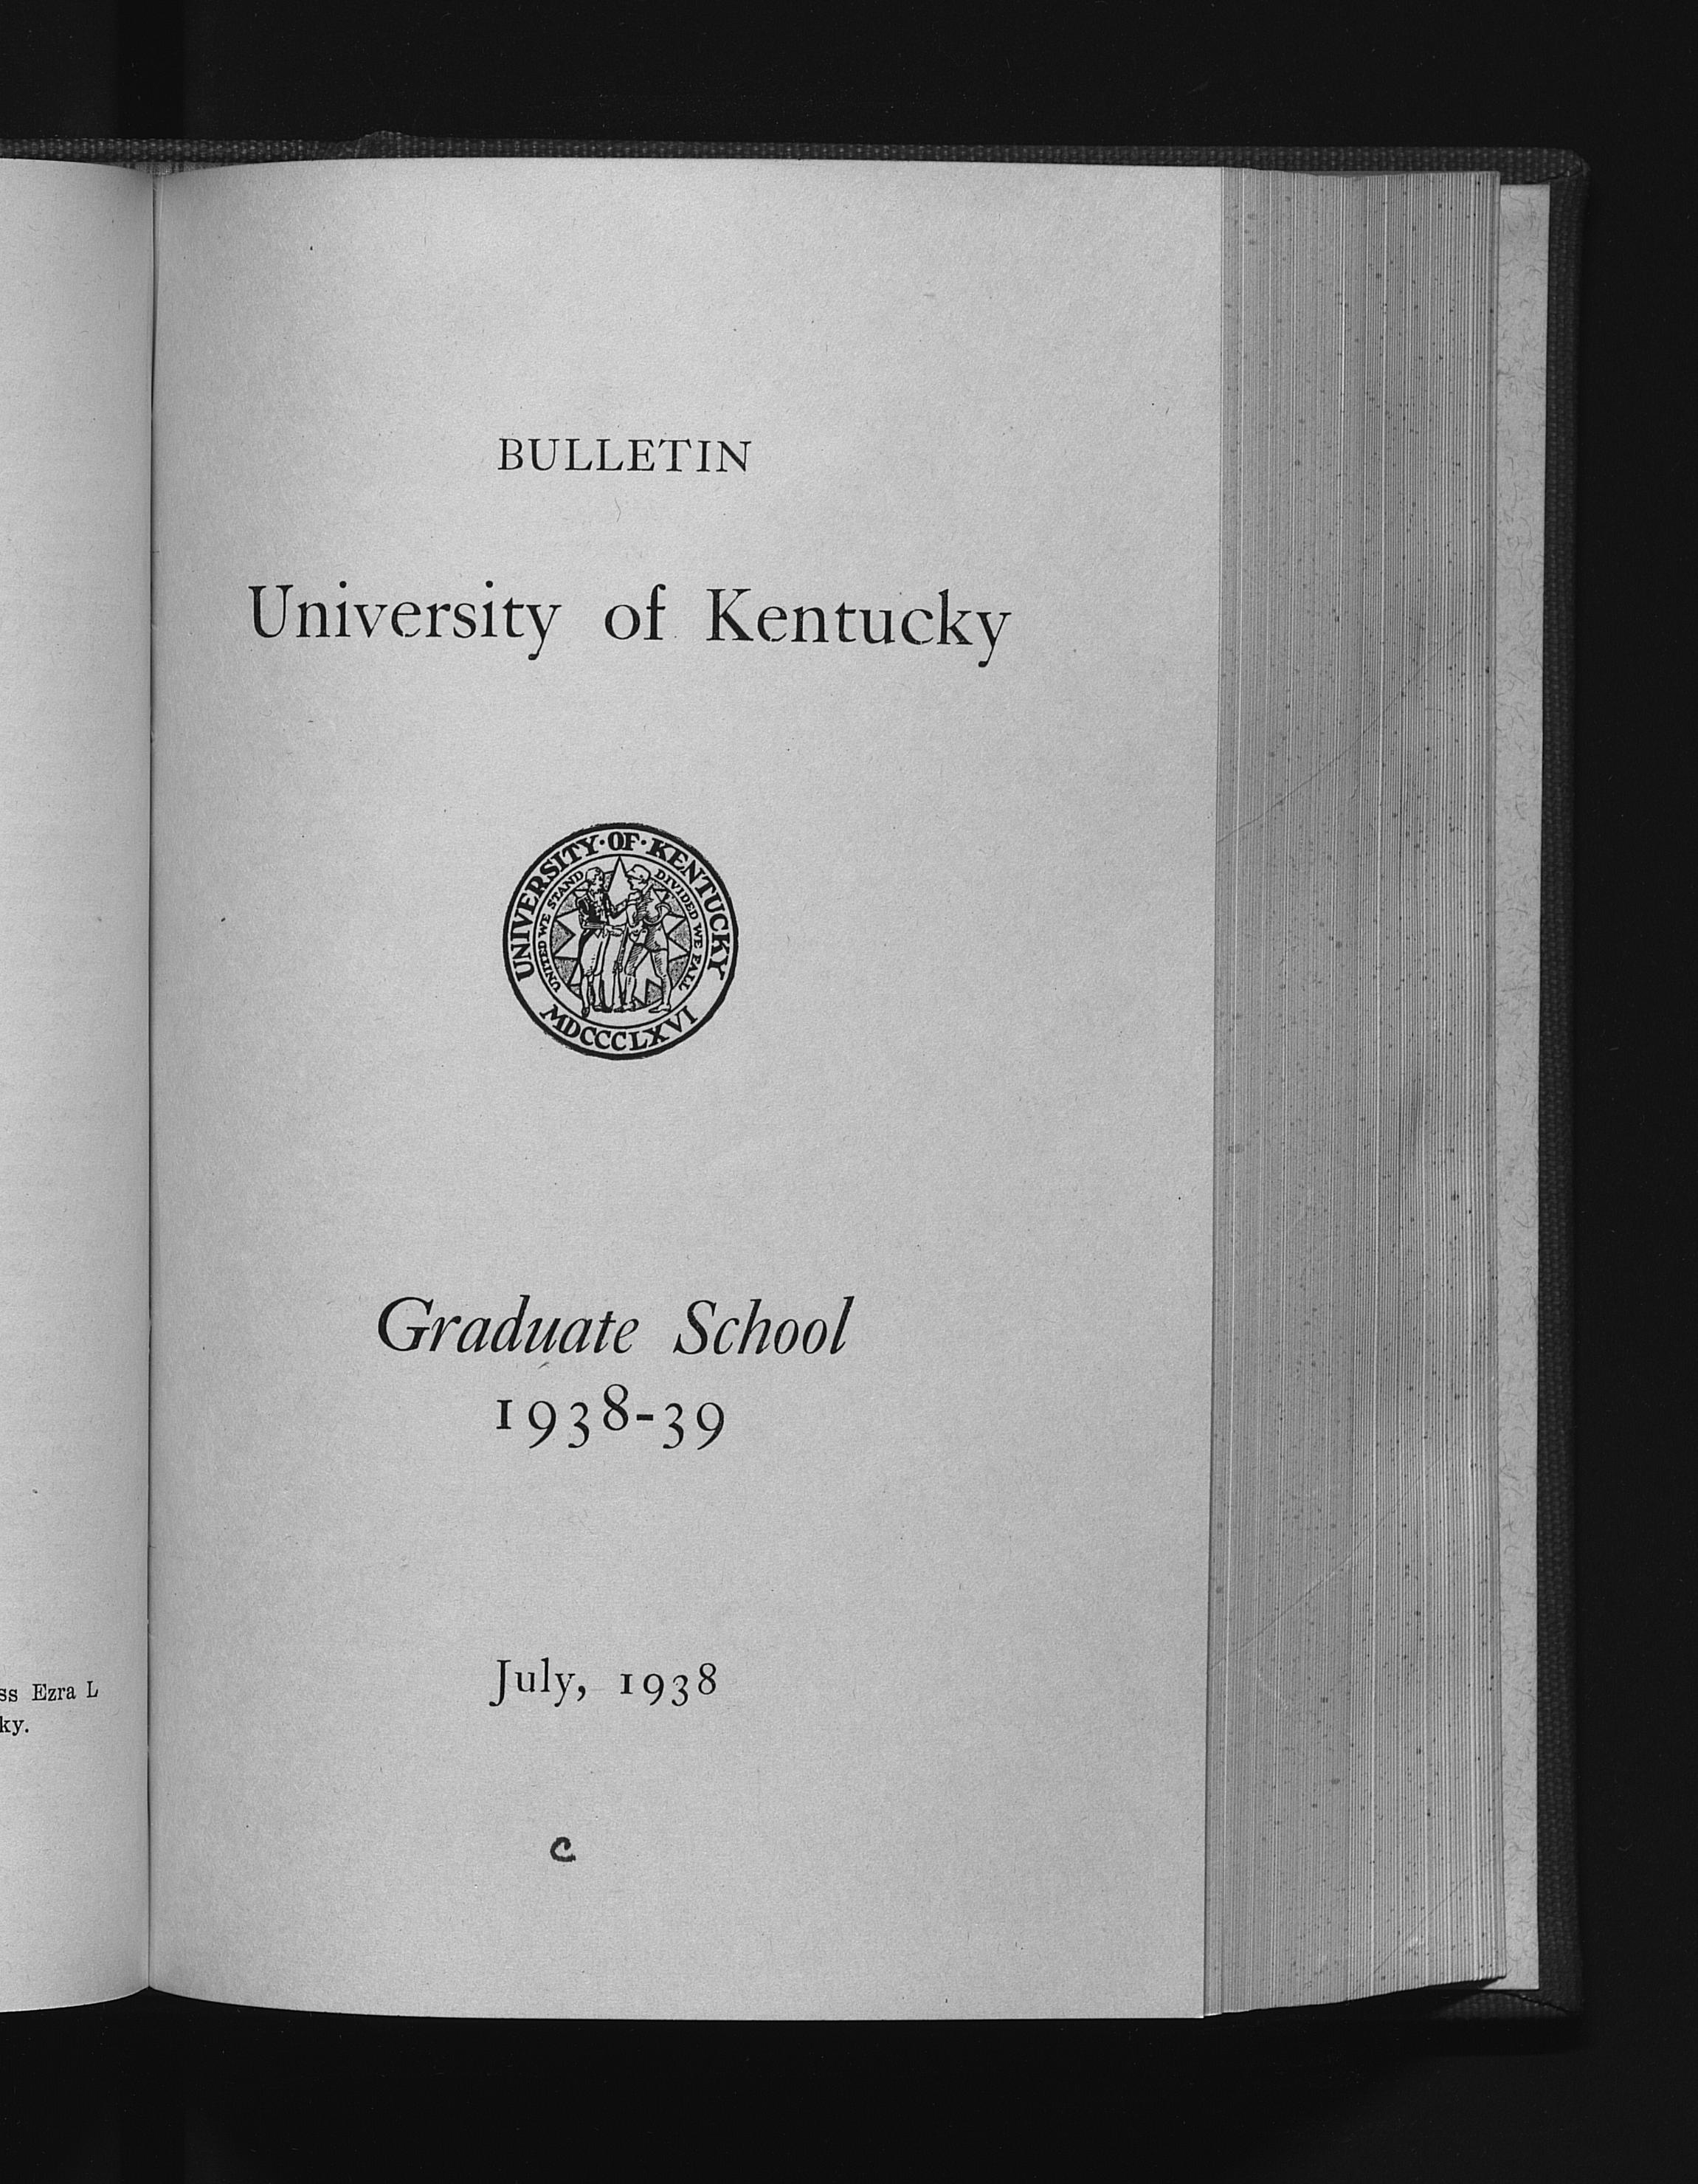 ss Ezra L
ky.
BULLETIN
University of Kentucky
UNIVERSITY·OF·KENTUCKY
UNITED WE STAND DIVIDED WE FALL
MDCCCLXVI
Graduate School
1938-39
July, 1938
c